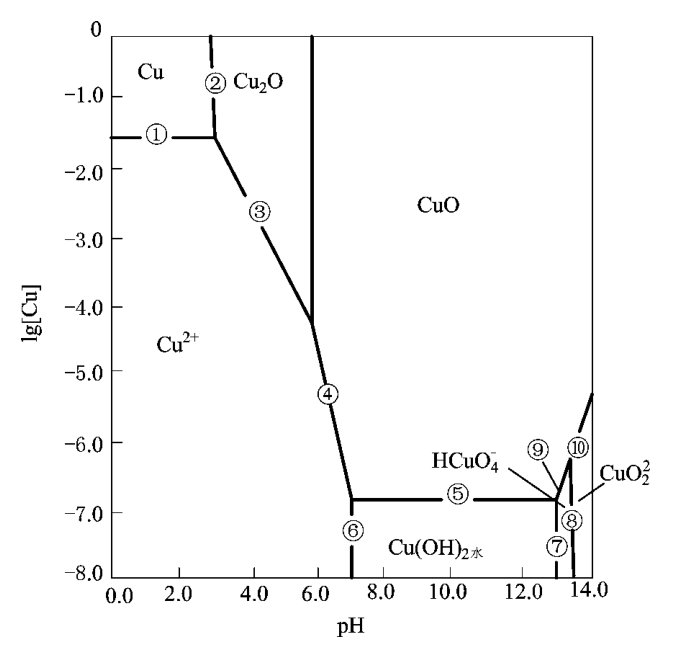 0
Cu
② Cu₂O
−1.0
①
−2.0
③
CuO
−3.0
lg[Cu]
−4.0
Cu²⁺
−5.0
④
−6.0
⑨ ⑩
HCuO₄⁻
CuO₂²
⑤
−7.0
⑥ ⑧
⑦
Cu(OH)₂水
−8.0
0.0 2.0 4.0 6.0 8.0 10.0 12.0 14.0
pH